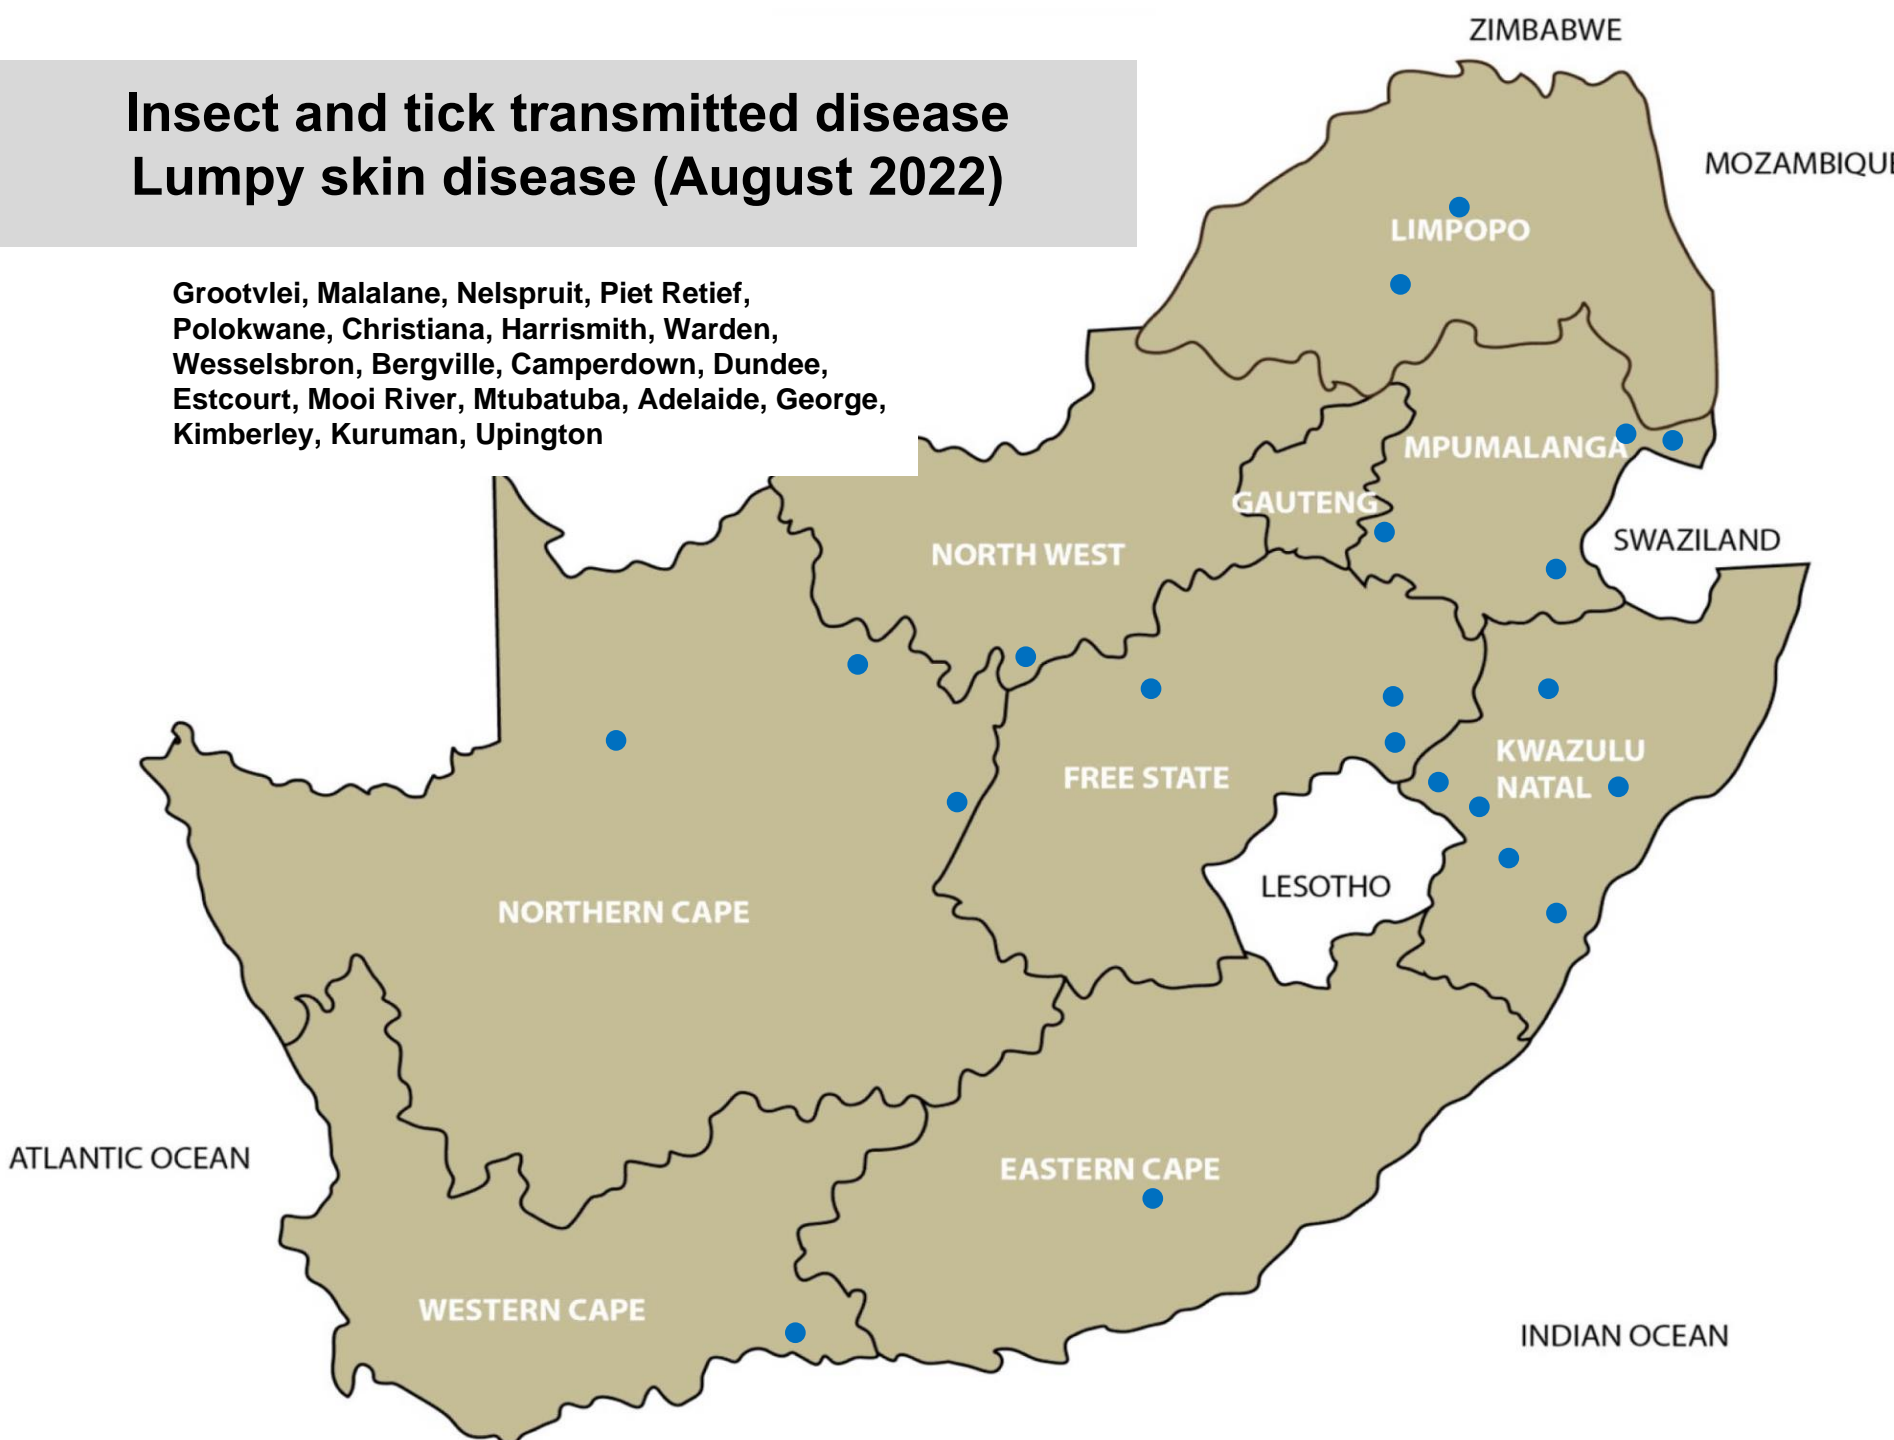 ZIMBABWE
Insect and tick transmitted disease
Lumpy skin disease (August 2022)
MOZAMBIQUE
LIMPOPO
Grootvlei, Malalane, Nelspruit, Piet Retief,
Polokwane, Christiana, Harrismith, Warden,
Wesselsbron, Bergville, Camperdown, Dundee,
Estcourt, Mooi River, Mtubatuba, Adelaide, George,
Kimberley, Kuruman, Upington
MPUMALANGA
GAUTENG
NORTH WEST
SWAZILAND
KWAZULU
NATAL
FREE STATE
LESOTHO
NORTHERN CAPE
ATLANTIC OCEAN
EASTERN CAPE
WESTERN CAPE
INDIAN OCEAN